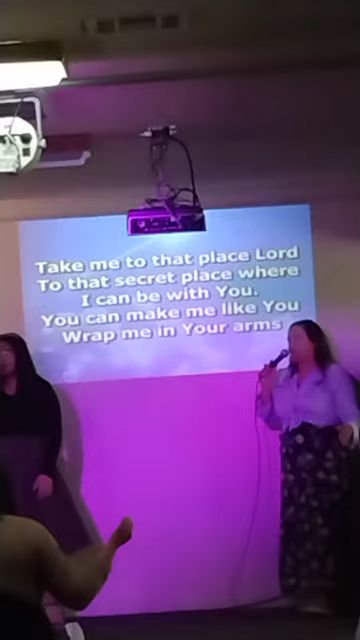 Take me to that place Lord
To that secret place where
I can be with You.
You can make me like You
Wrap me in Your arms